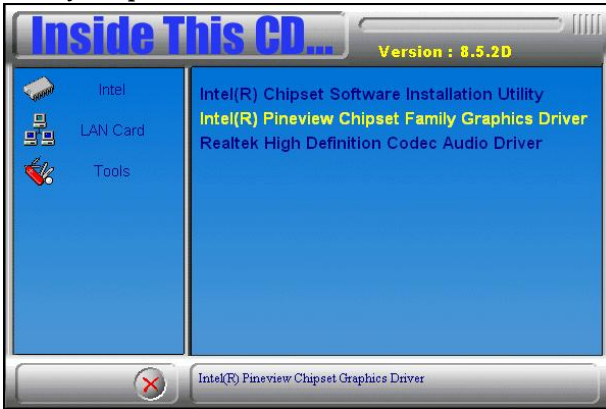 Inside This CD...
Version : 8.5.2D
Intel
LAN Card
Tools
Intel(R) Chipset Software Installation Utility
Intel(R) Pineview Chipset Family Graphics Driver
Realtek High Definition Codec Audio Driver
Intel(R) Pineview Chipset Graphics Driver